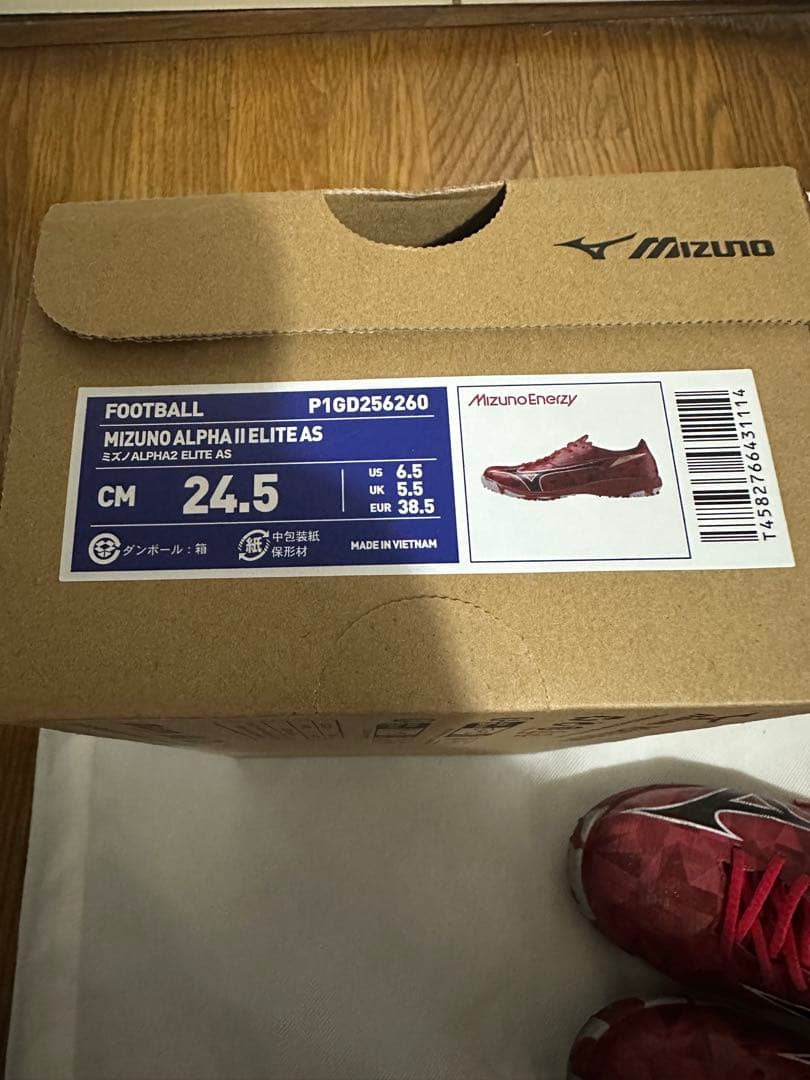 MIZUNO
FOOTBALL P1GD256260
MIZUNO ALPHA II ELITE AS
ミズノALPHA2 ELITE AS
CM 24.5
US 6.5
UK 5.5
EUR 38.5
ダンボール：箱
紙 中包装紙
保形材
MADE IN VIETNAM
Mizuno Enerzy
T4582766431114